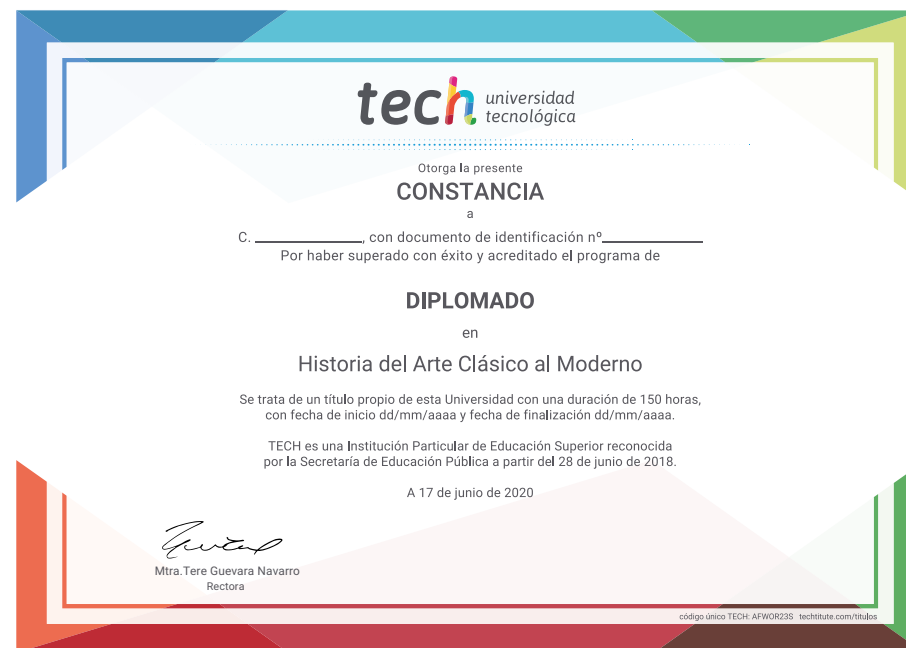 tech universidad
tecnológica
Otorga la presente
CONSTANCIA
a
C. ____________, con documento de identificación nº____________
Por haber superado con éxito y acreditado el programa de
DIPLOMADO
en
Historia del Arte Clásico al Moderno
Se trata de un título propio de esta Universidad con una duración de 150 horas,
con fecha de inicio dd/mm/aaaa y fecha de finalización dd/mm/aaaa.
TECH es una Institución Particular de Educación Superior reconocida
por la Secretaría de Educación Pública a partir del 28 de junio de 2018.
A 17 de junio de 2020
Mtra.Tere Guevara Navarro
Rectora
código único TECH: AFWOR23S techtitute.com/titulos